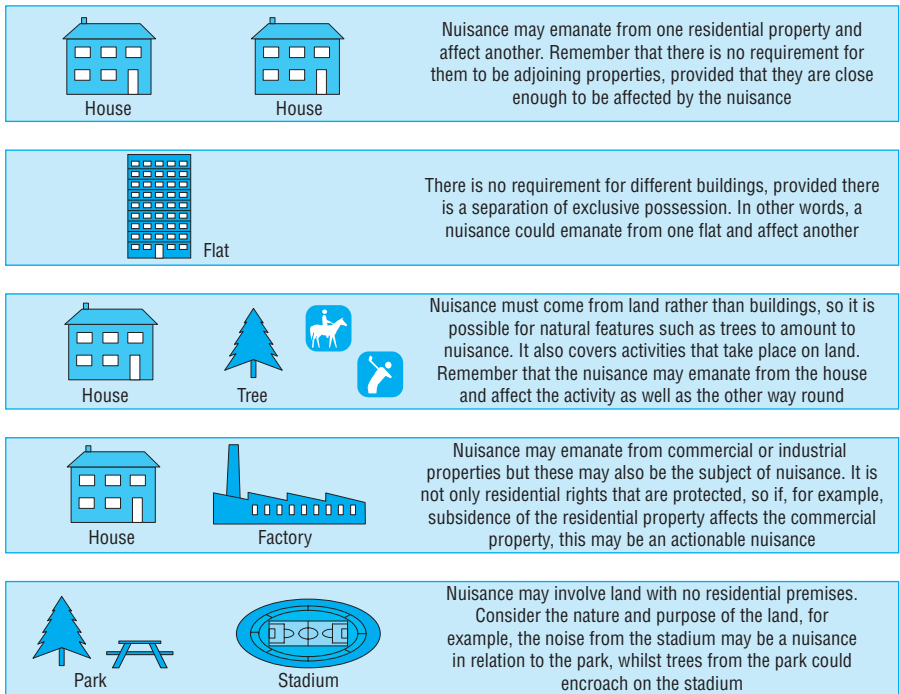 Nuisance may emanate from one residential property and
affect another. Remember that there is no requirement for
them to be adjoining properties, provided that they are close
enough to be affected by the nuisance
House
House
There is no requirement for different buildings, provided there
is a separation of exclusive possession. In other words, a
nuisance could emanate from one flat and affect another
Flat
Nuisance must come from land rather than buildings, so it is
possible for natural features such as trees to amount to
nuisance. It also covers activities that take place on land.
Remember that the nuisance may emanate from the house
and affect the activity as well as the other way round
House
Tree
Nuisance may emanate from commercial or industrial
properties but these may also be the subject of nuisance. It is
not only residential rights that are protected, so if, for example,
subsidence of the residential property affects the commercial
property, this may be an actionable nuisance
House
Factory
Nuisance may involve land with no residential premises.
Consider the nature and purpose of the land, for
example, the noise from the stadium may be a nuisance
in relation to the park, whilst trees from the park could
encroach on the stadium
Park
Stadium